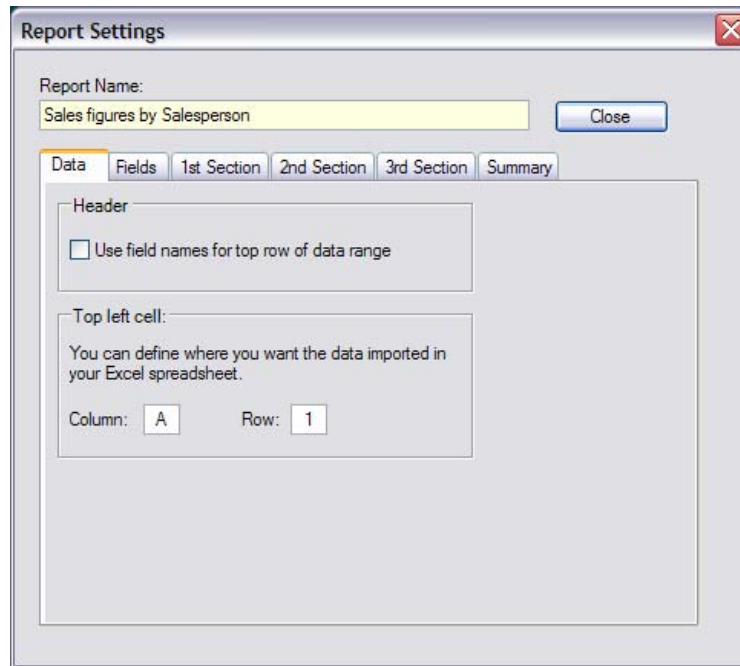 Report Settings
Report Name:
Sales figures by Salesperson
Close
Data Fields 1st Section 2nd Section 3rd Section Summary
Header
Use field names for top row of data range
Top left cell:
You can define where you want the data imported in
your Excel spreadsheet.
Column: A Row: 1